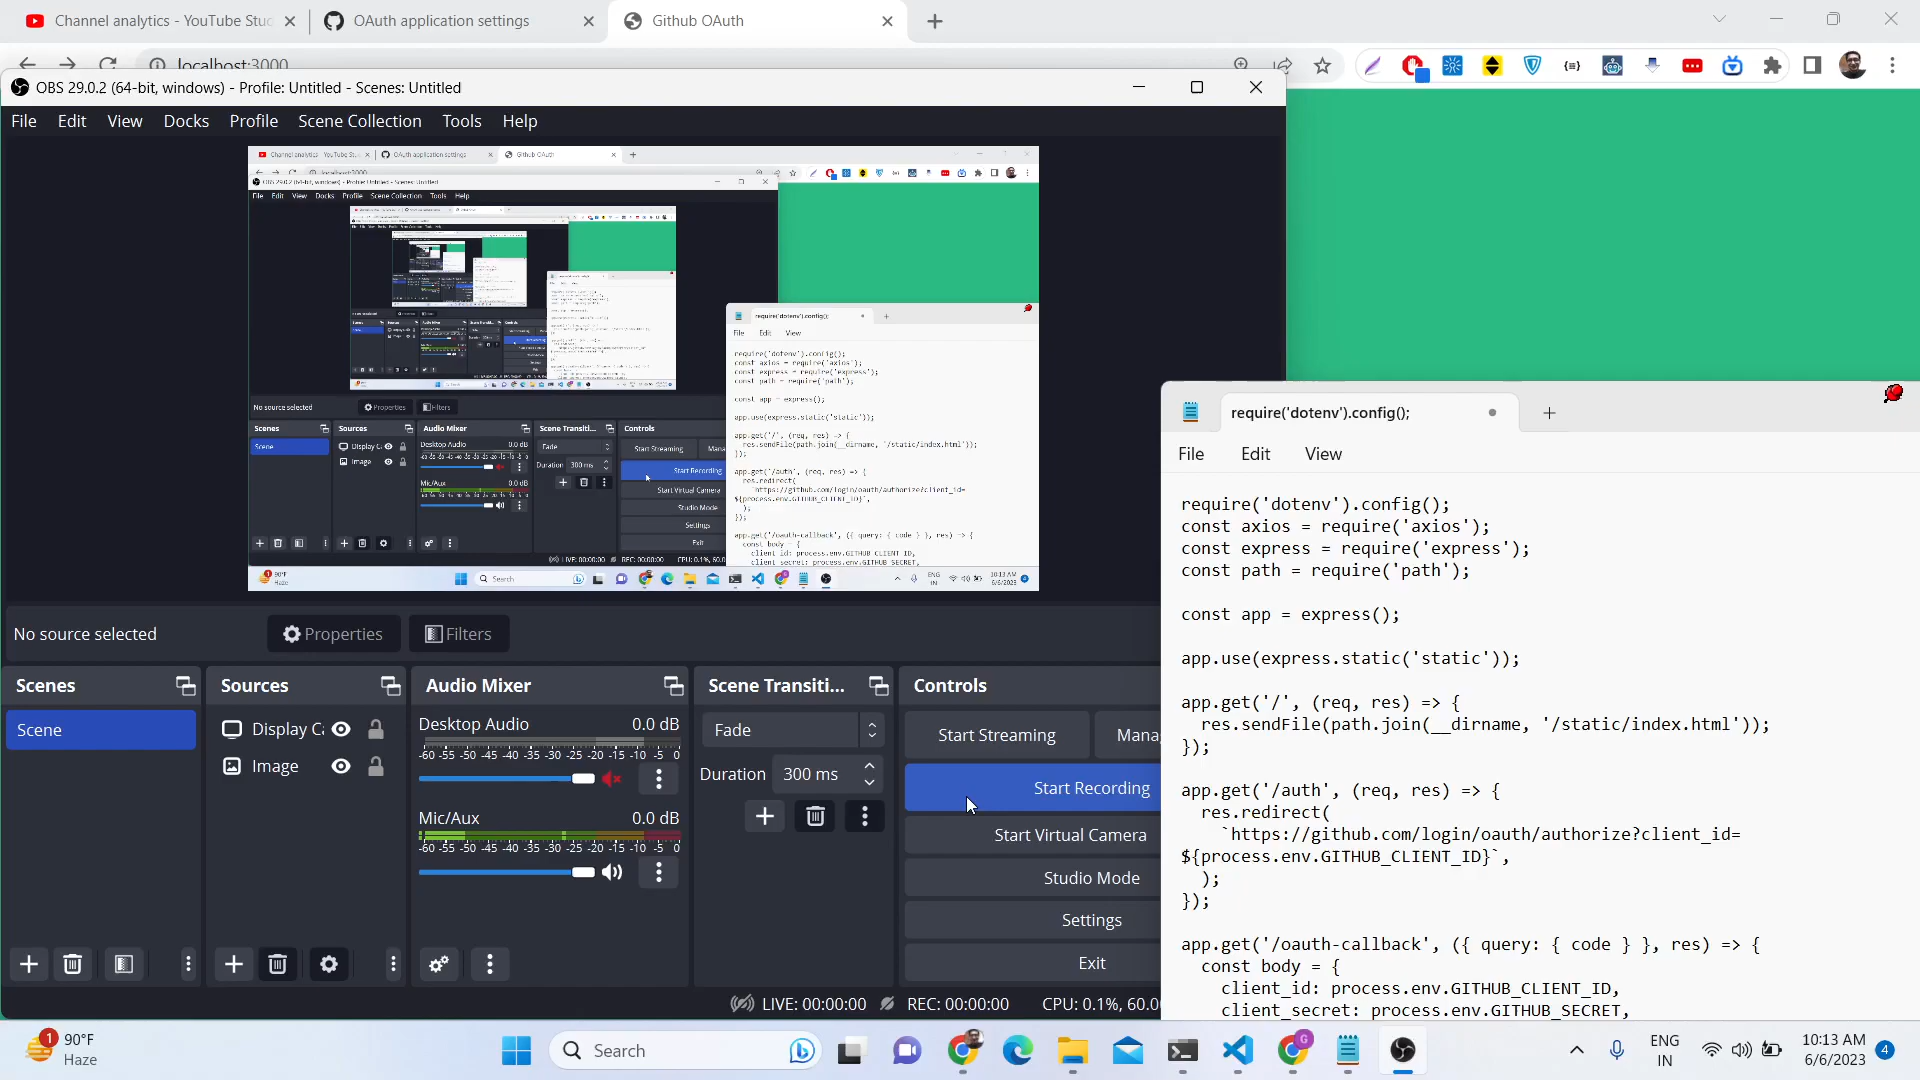 Channel analytics - YouTube Stu
OAuth application settings
Github OAuth
localhost:3000
OBS 29.0.2 (64-bit, windows) - Profile: Untitled - Scenes: Untitled
File Edit View Docks Profile Scene Collection Tools Help
No source selected
Properties
Filters
Scenes
Scene
Sources
Display Ca
Image
Audio Mixer
Desktop Audio 0.0 dB
-60 -55 -50 -45 -40 -35 -30 -25 -20 -15 -10 -5 0
Mic/Aux 0.0 dB
-60 -55 -50 -45 -40 -35 -30 -25 -20 -15 -10 -5 0
Scene Transiti...
Fade
Duration 300 ms
Controls
Start Streaming
Mana
Start Recording
Start Virtual Camera
Studio Mode
Settings
Exit
LIVE: 00:00:00 REC: 00:00:00 CPU: 0.1%, 60.0
require('dotenv').config();
File Edit View
require('dotenv').config();
const axios = require('axios');
const express = require('express');
const path = require('path');
const app = express();
app.use(express.static('static'));
app.get('/', (req, res) => {
res.sendFile(path.join(__dirname, '/static/index.html'));
});
app.get('/auth', (req, res) => {
res.redirect(
`https://github.com/login/oauth/authorize?client_id=
${process.env.GITHUB_CLIENT_ID}`,
);
});
app.get('/oauth-callback', ({ query: { code } }, res) => {
const body = {
client_id: process.env.GITHUB_CLIENT_ID,
client_secret: process.env.GITHUB_SECRET,
1
90°F
Haze
Search
G
ENG
IN
10:13 AM
6/6/2023
4